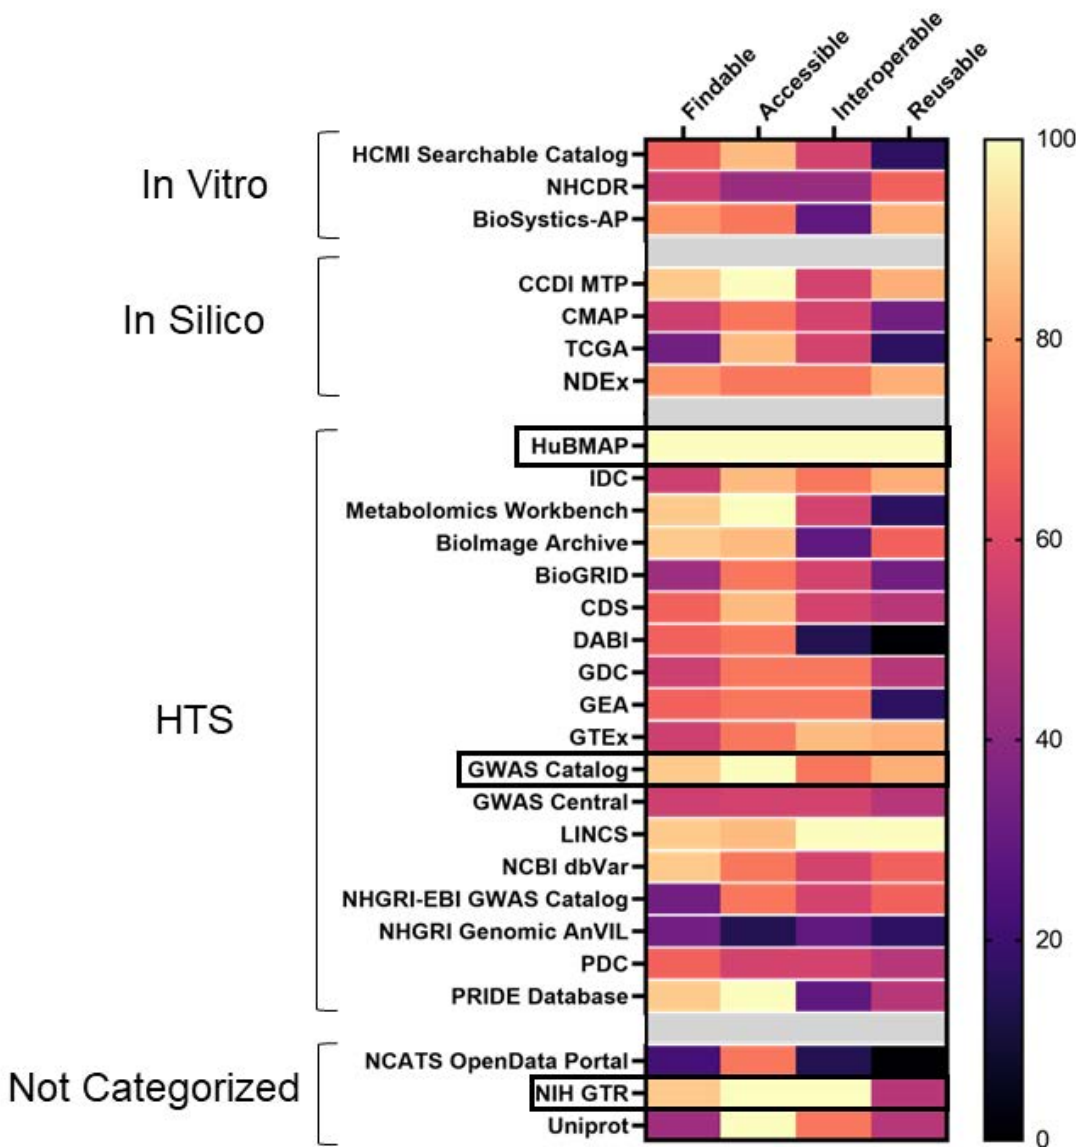 Findable
Accessible
Interoperable
Reusable
In Vitro
HCMI Searchable Catalog
NHCDR
BioSystics-AP
In Silico
CCDI MTP
CMAP
TCGA
NDEx
HTS
HuBMAP
IDC
Metabolomics Workbench
BioImage Archive
BioGRID
CDS
DABI
GDC
GEA
GTEx
GWAS Catalog
GWAS Central
LINCS
NCBI dbVar
NHGRI-EBI GWAS Catalog
NHGRI Genomic AnVIL
PDC
PRIDE Database
Not Categorized
NCATS OpenData Portal
NIH GTR
Uniprot
100
80
60
40
20
0